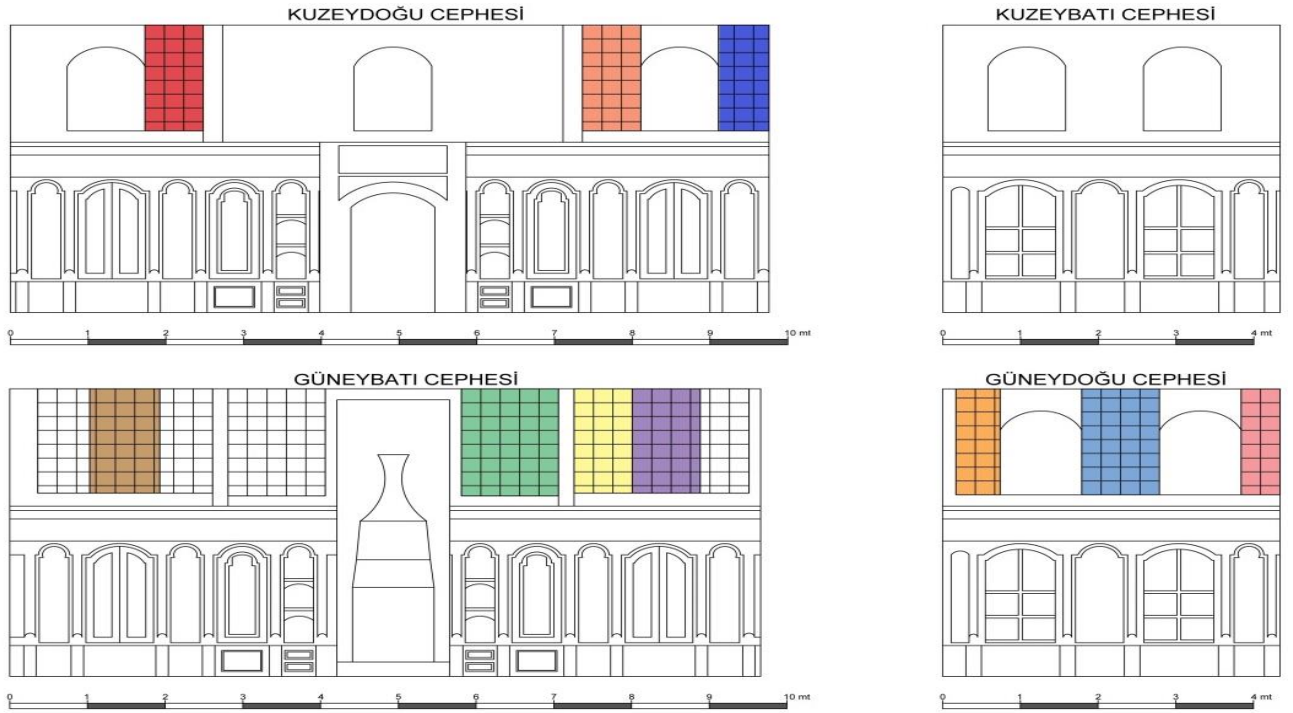 KUZEYDOĞU CEPHESİ
KUZEYBATI CEPHESİ
0 1 2 3 4 5 6 7 8 9 10 mt
0 1 2 3 4 mt
GÜNEYBATI CEPHESİ
GÜNEYDOĞU CEPHESİ
0 1 2 3 4 5 6 7 8 9 10 mt
0 1 2 3 4 mt